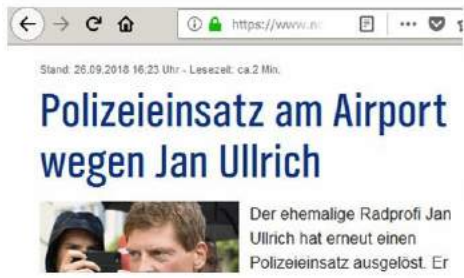 https://www.n
Stand: 26.09.2018 16:23 Uhr - Lesezeit: ca.2 Min.
Polizeieinsatz am Airport
wegen Jan Ullrich
Der ehemalige Radprofi Jan
Ullrich hat erneut einen
Polizeieinsatz ausgelöst. Er